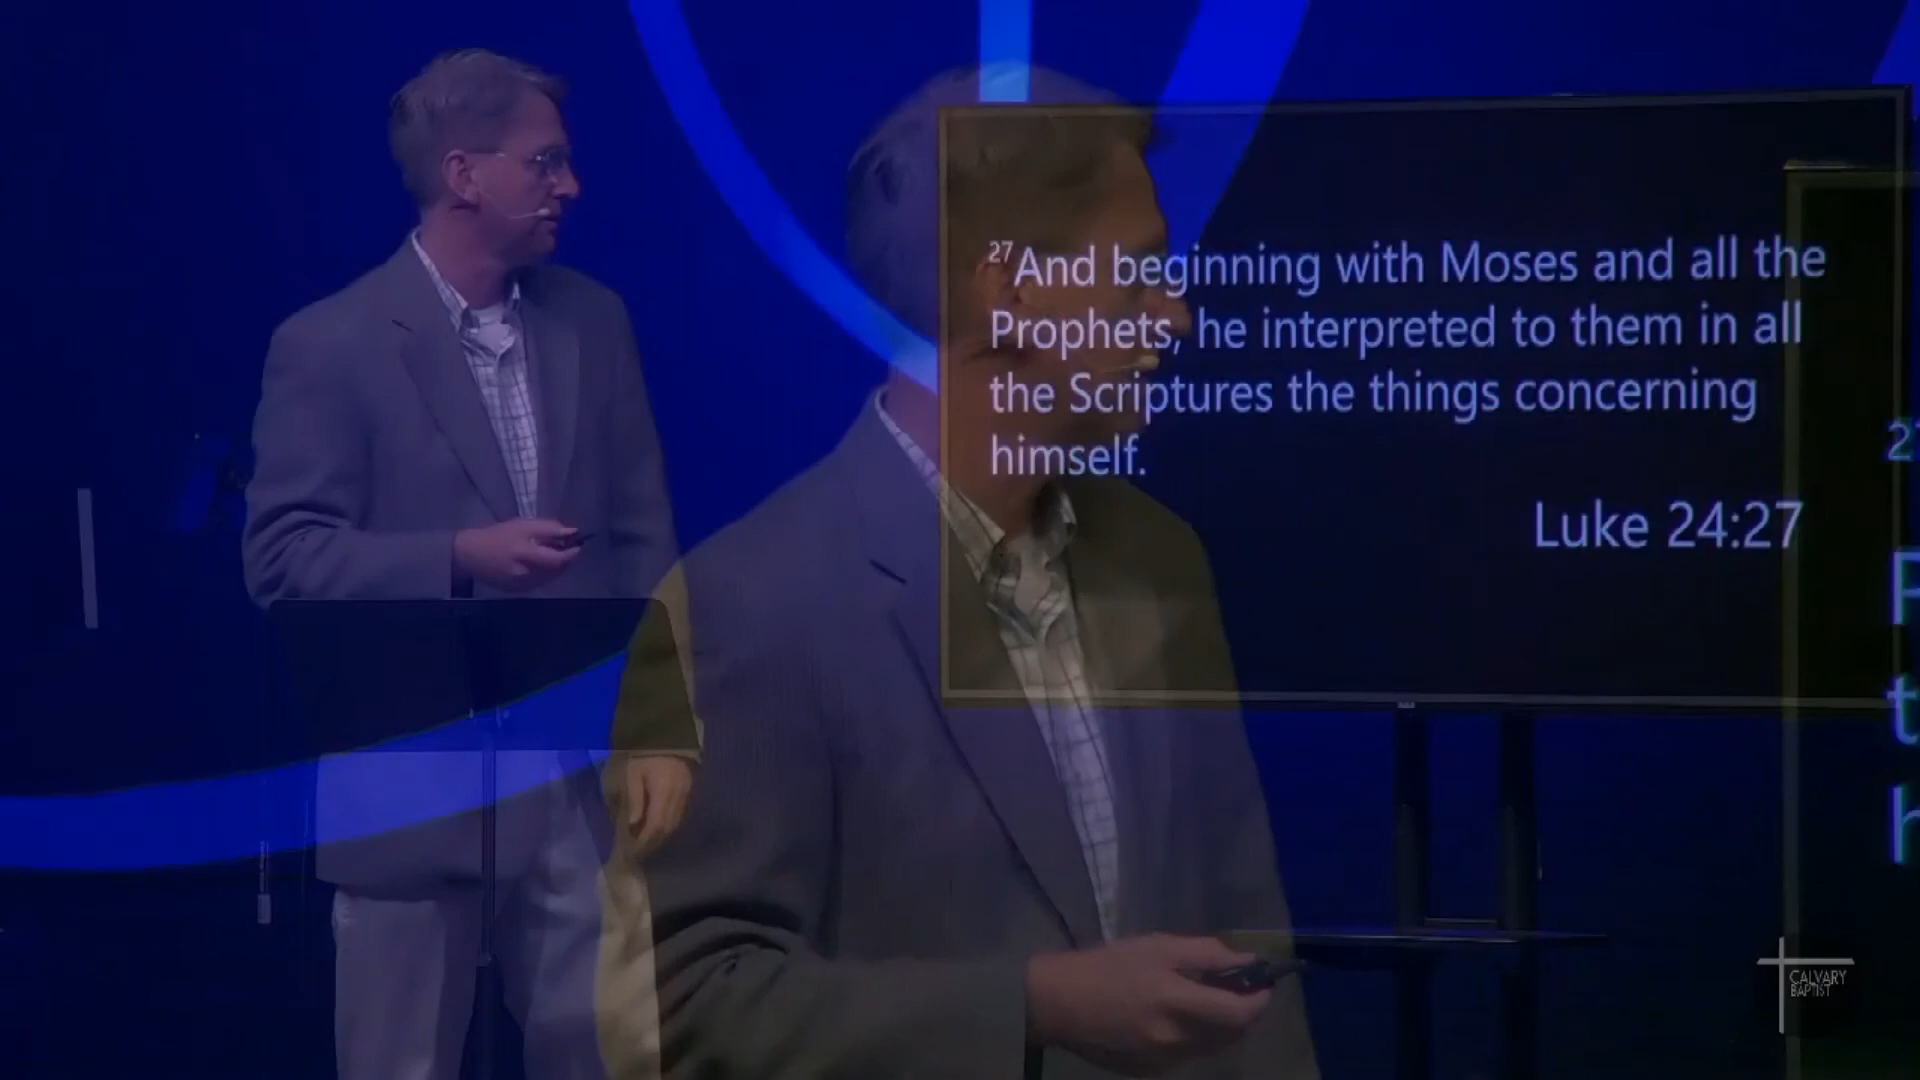 27And beginning with Moses and all the
Prophets, he interpreted to them in all
the Scriptures the things concerning
himself.
Luke 24:27
CALVARY
BAPTIST